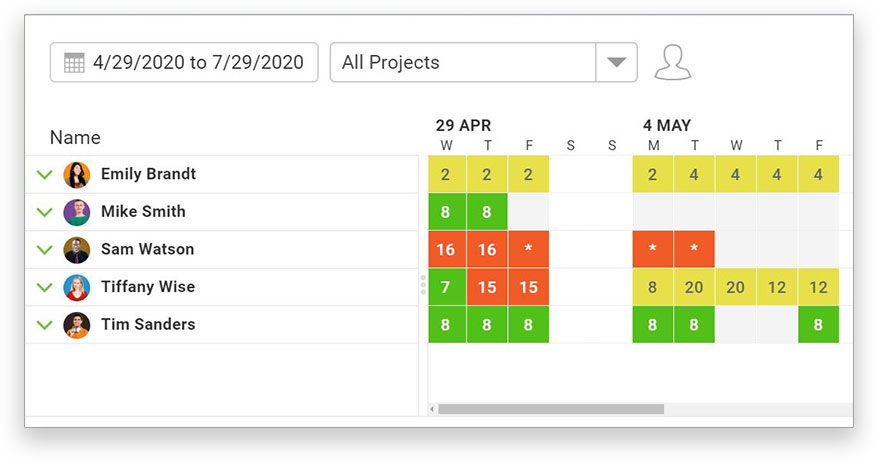 4/29/2020 to 7/29/2020 All Projects
29 APR 4 MAY
Name W T F S S M T W T F
Emily Brandt 2 2 2 2 4 4 4 4
Mike Smith 8 8
Sam Watson 16 16 * * *
Tiffany Wise 7 15 15 8 20 20 12 12
Tim Sanders 8 8 8 8 8 8